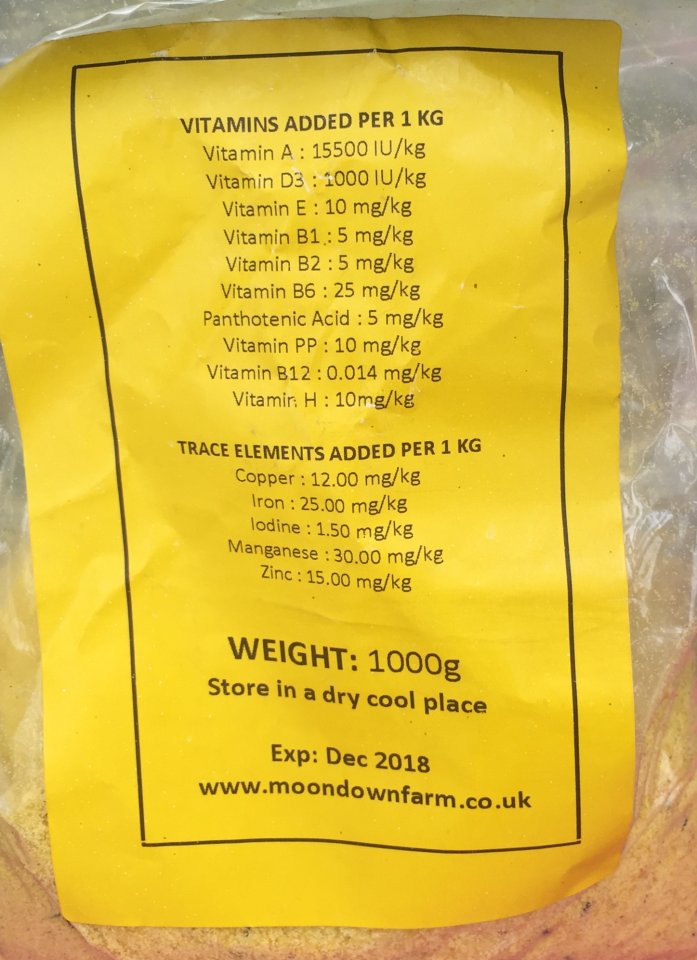 VITAMINS ADDED PER 1 KG
Vitamin A : 15500 IU/kg
Vitamin D3 : 1000 IU/kg
Vitamin E : 10 mg/kg
Vitamin B1 : 5 mg/kg
Vitamin B2 : 5 mg/kg
Vitamin B6 : 25 mg/kg
Panthotenic Acid : 5 mg/kg
Vitamin PP : 10 mg/kg
Vitamin B12 : 0.014 mg/kg
Vitamin H : 10mg/kg
TRACE ELEMENTS ADDED PER 1 KG
Copper : 12.00 mg/kg
Iron : 25.00 mg/kg
Iodine : 1.50 mg/kg
Manganese : 30.00 mg/kg
Zinc : 15.00 mg/kg
WEIGHT: 1000g
Store in a dry cool place
Exp: Dec 2018
www.moondownfarm.co.uk